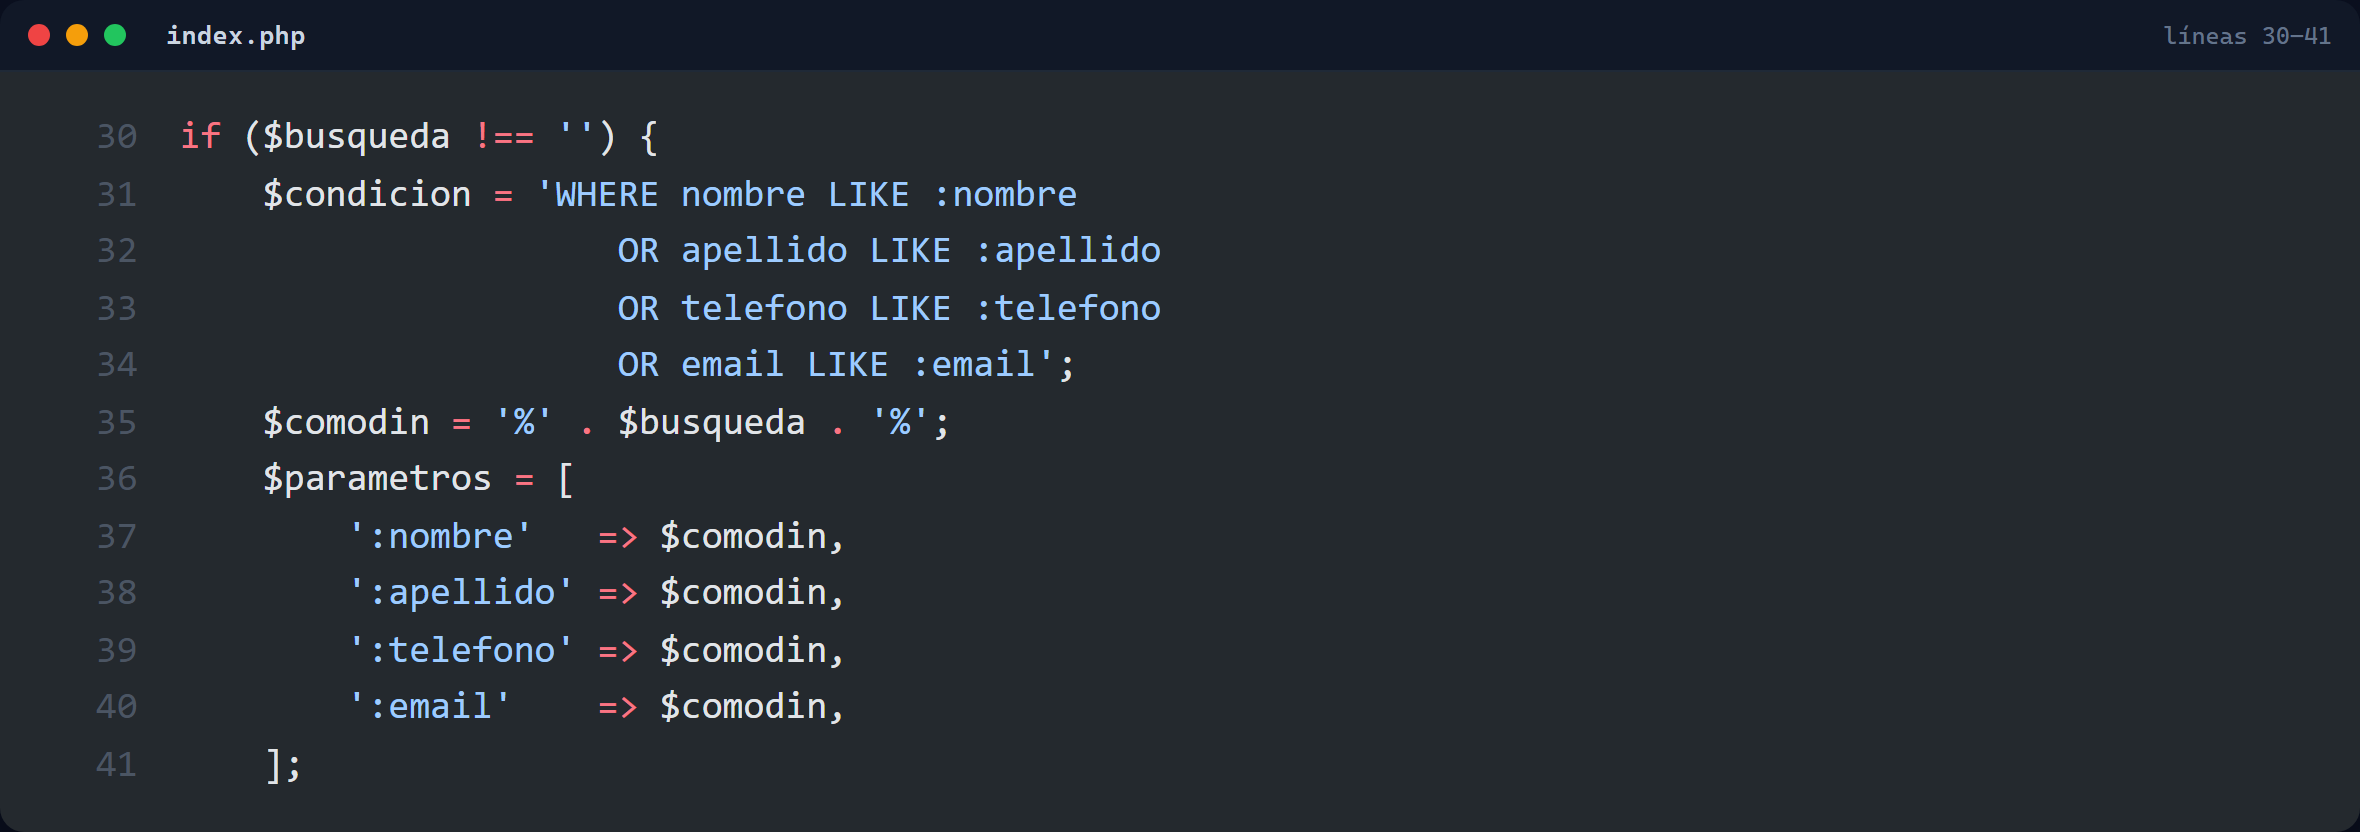 index.php
líneas 30–41
30 if ($busqueda !== '') {
31     $condicion = 'WHERE nombre LIKE :nombre
32                      OR apellido LIKE :apellido
33                      OR telefono LIKE :telefono
34                      OR email LIKE :email';
35     $comodin = '%' . $busqueda . '%';
36     $parametros = [
37         ':nombre'   => $comodin,
38         ':apellido' => $comodin,
39         ':telefono' => $comodin,
40         ':email'    => $comodin,
41     ];